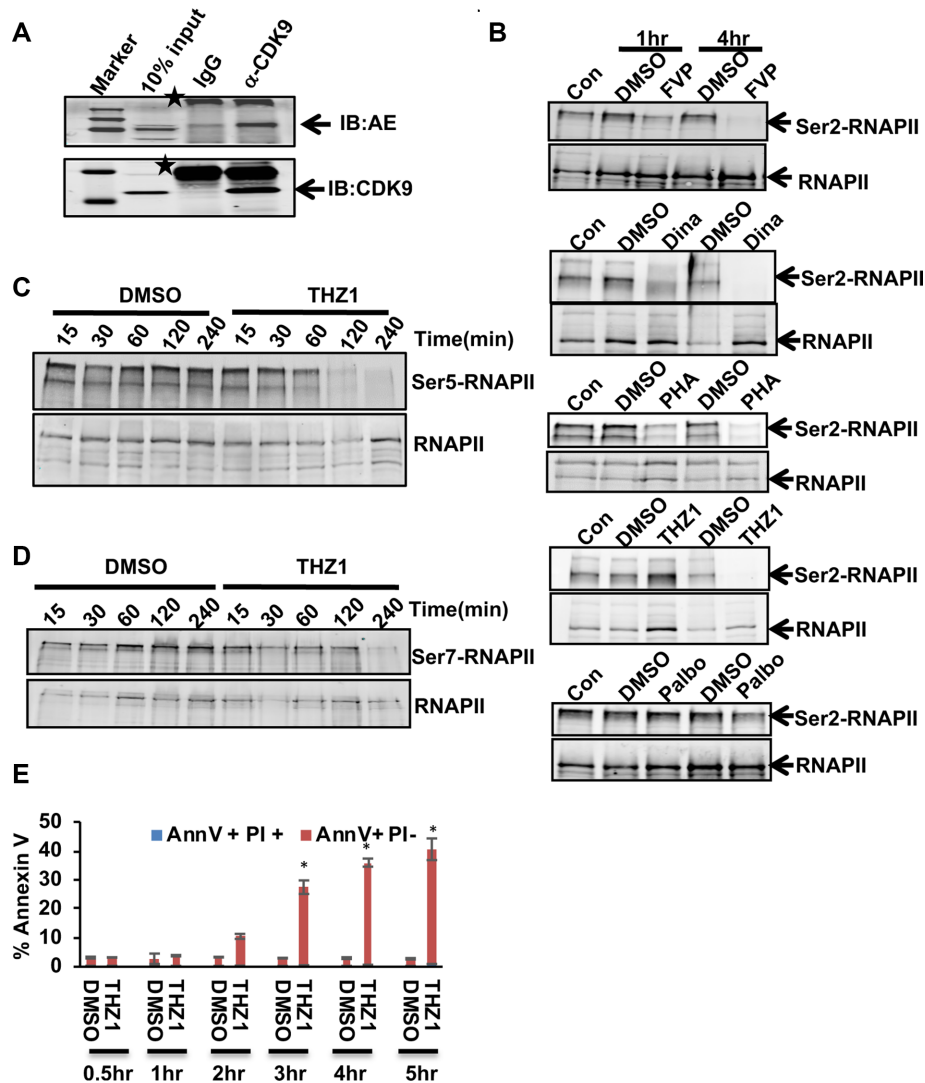 A
Marker
10% input
IgG
α-CDK9
IB:AE
IB:CDK9
B
1hr 4hr
Con DMSO FVP DMSO FVP
Ser2-RNAPII
RNAPII
Con DMSO Dina DMSO Dina
Ser2-RNAPII
RNAPII
Con DMSO PHA DMSO PHA
Ser2-RNAPII
RNAPII
Con DMSO THZ1 DMSO THZ1
Ser2-RNAPII
RNAPII
Con DMSO Palbo DMSO Palbo
Ser2-RNAPII
RNAPII
C
DMSO THZ1
15 30 60 120 240 15 30 60 120 240 Time(min)
Ser5-RNAPII
RNAPII
D
DMSO THZ1
15 30 60 120 240 15 30 60 120 240 Time(min)
Ser7-RNAPII
RNAPII
E
AnnV + PI + AnnV+ PI-
* * *
% Annexin V
50
40
30
20
10
0
DMSO THZ1 DMSO THZ1 DMSO THZ1 DMSO THZ1 DMSO THZ1 DMSO THZ1
0.5hr 1hr 2hr 3hr 4hr 5hr